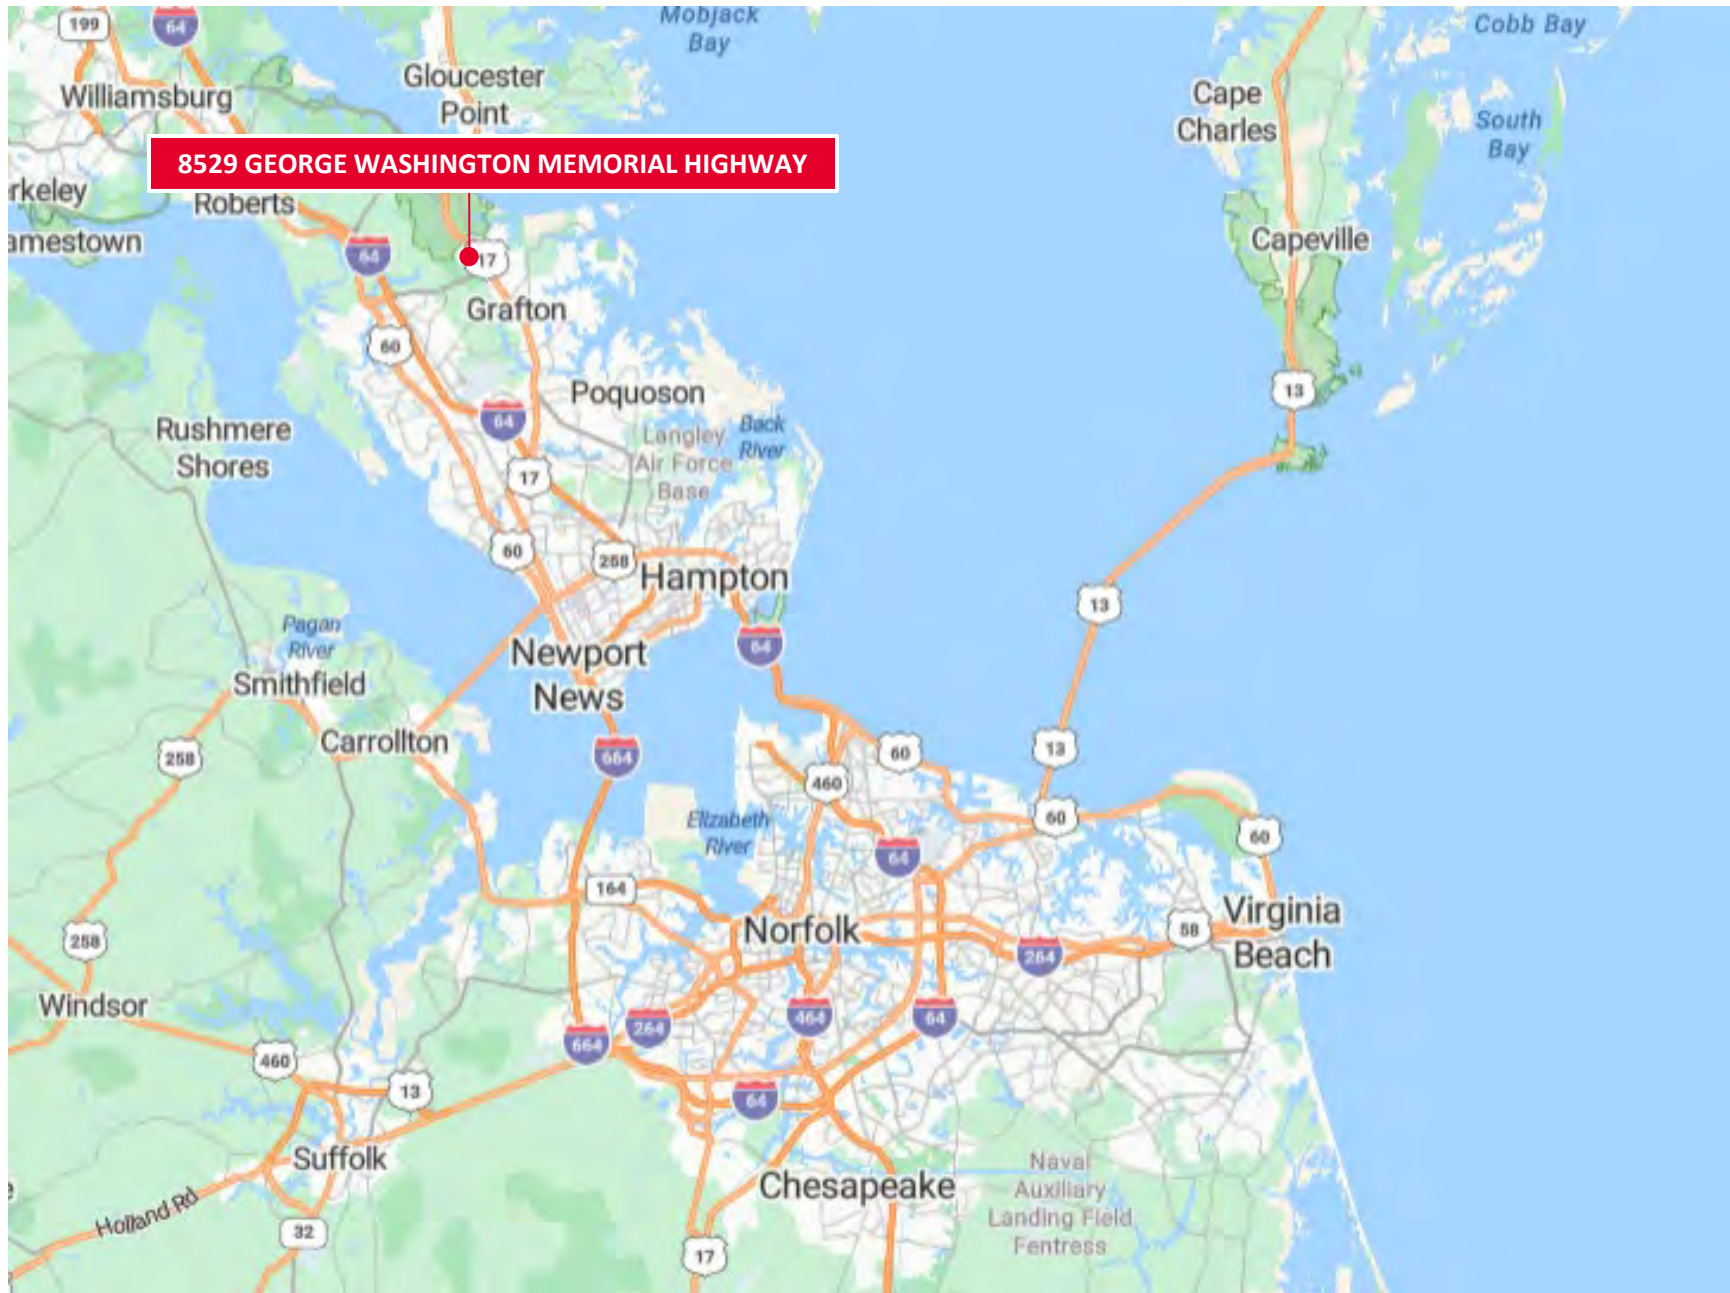 199
64
Mobjack
Bay
Cobb Bay
Gloucester
Point
Williamsburg
Cape
Charles
South
Bay
8529 GEORGE WASHINGTON MEMORIAL HIGHWAY
rkeley
Roberts
amestown
64
17
Capeville
Grafton
60
13
Poquoson
64
Rushmere
Shores
Langley
Air Force
Base
Back
River
17
60
258
Hampton
13
Pagan
River
64
Newport
News
Smithfield
Carrollton
258
664
60
13
460
60
Elizabeth
River
60
64
164
Norfolk
Virginia
Beach
58
258
264
Windsor
264
464
64
664
460
13
64
Suffolk
Chesapeake
Naval
Auxiliary
Landing Field
Fentress
Holland Rd
32
17